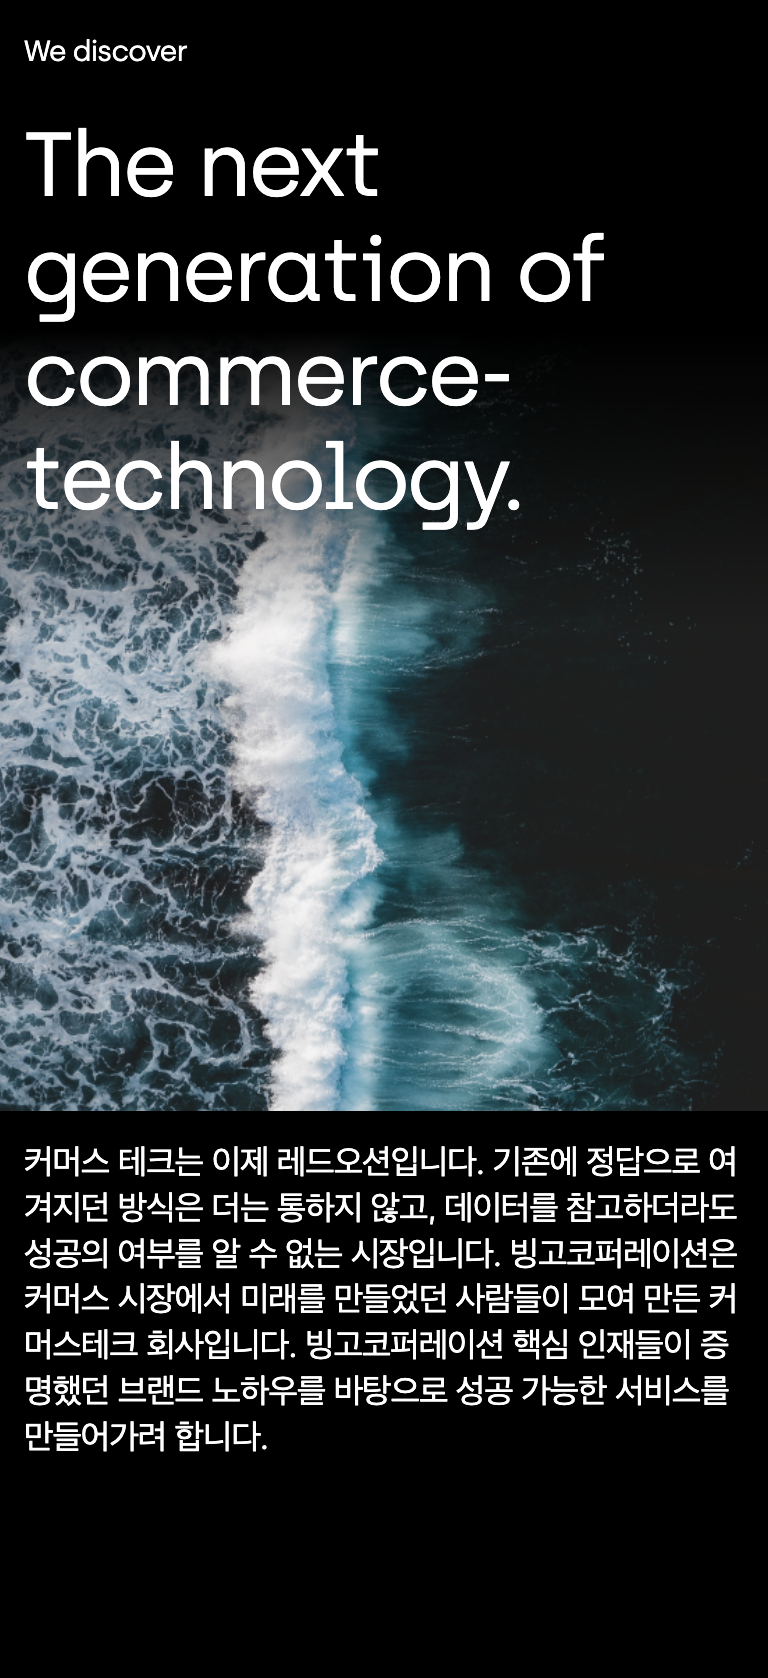 We discover
The next
generation of
commerce-
technology.
커머스 테크는 이제 레드오션입니다. 기존에 정답으로 여
겨지던 방식은 더는 통하지 않고, 데이터를 참고하더라도
성공의 여부를 알 수 없는 시장입니다. 빙고코퍼레이션은
커머스 시장에서 미래를 만들었던 사람들이 모여 만든 커
머스테크 회사입니다. 빙고코퍼레이션 핵심 인재들이 증
명했던 브랜드 노하우를 바탕으로 성공 가능한 서비스를
만들어가려 합니다.